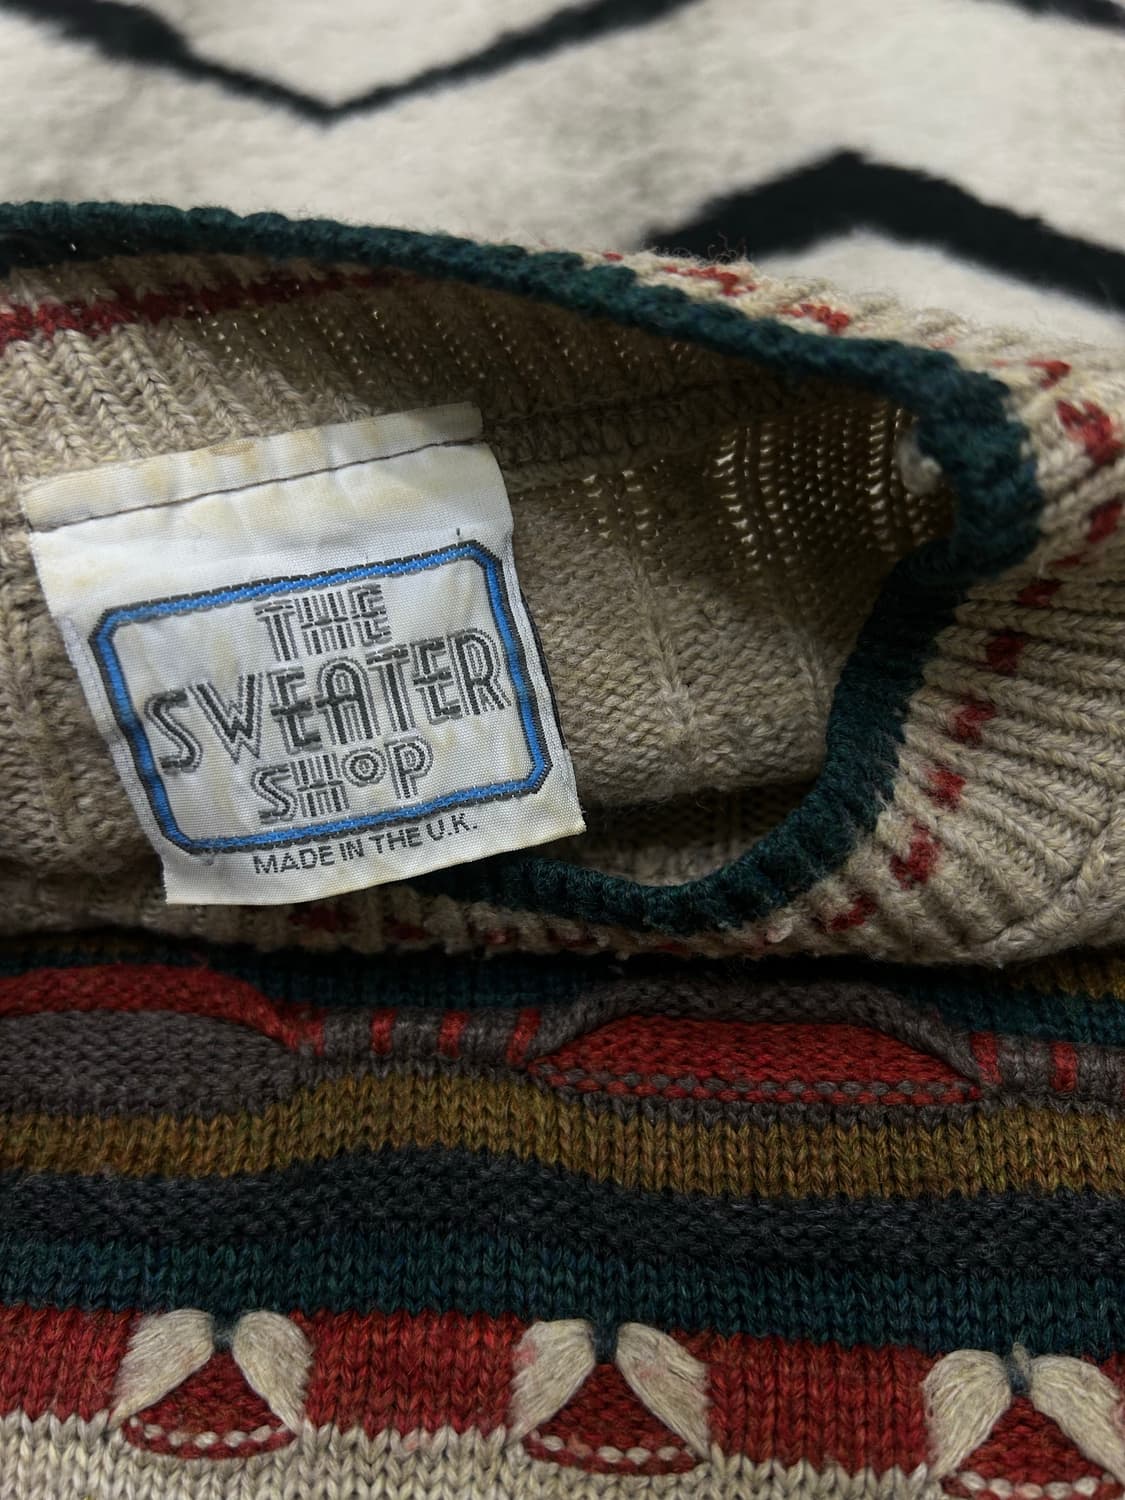 THE
SWEATER
SHOP
MADE IN THE U.K.